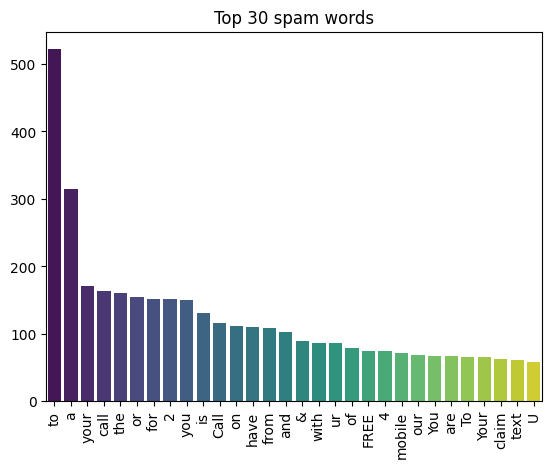 Top 30 spam words
500
400
300
200
100
0
to
a
your
call
the
or
for
2
you
is
Call
on
have
from
and
&
with
ur
of
FREE
4
mobile
our
You
are
To
Your
claim
text
U